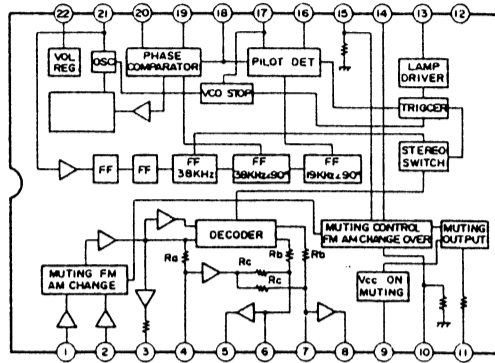 22 21 20 19 18 17 16 15 14 13 12
VOL REG
OSC
PHASE COMPARATOR
PILOT DET
LAMP DRIVER
VCO STOP
TRIGGER
STEREO SWITCH
FF
FF
FF 38KHz
FF 38KHz∠90°
FF 19KHz∠90°
DECODER
MUTING CONTROL FM AM CHANGE OVER
MUTING OUTPUT
Ra
Rb
Rb
Rc
Rc
MUTING FM AM CHANGE
Vcc ON MUTING
1 2 3 4 5 6 7 8 9 10 11